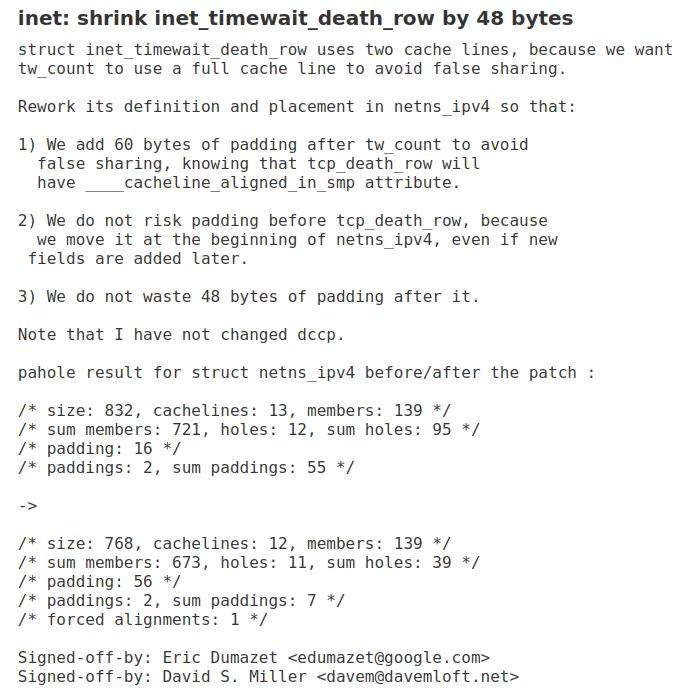 inet: shrink inet_timewait_death_row by 48 bytes
struct inet_timewait_death_row uses two cache lines, because we want
tw_count to use a full cache line to avoid false sharing.
Rework its definition and placement in netns_ipv4 so that:
1) We add 60 bytes of padding after tw_count to avoid
false sharing, knowing that tcp_death_row will
have ____cacheline_aligned_in_smp attribute.
2) We do not risk padding before tcp_death_row, because
we move it at the beginning of netns_ipv4, even if new
fields are added later.
3) We do not waste 48 bytes of padding after it.
Note that I have not changed dccp.
pahole result for struct netns_ipv4 before/after the patch :
/* size: 832, cachelines: 13, members: 139 */
/* sum members: 721, holes: 12, sum holes: 95 */
/* padding: 16 */
/* paddings: 2, sum paddings: 55 */
->
/* size: 768, cachelines: 12, members: 139 */
/* sum members: 673, holes: 11, sum holes: 39 */
/* padding: 56 */
/* paddings: 2, sum paddings: 7 */
/* forced alignments: 1 */
Signed-off-by: Eric Dumazet <edumazet@google.com>
Signed-off-by: David S. Miller <davem@davemloft.net>